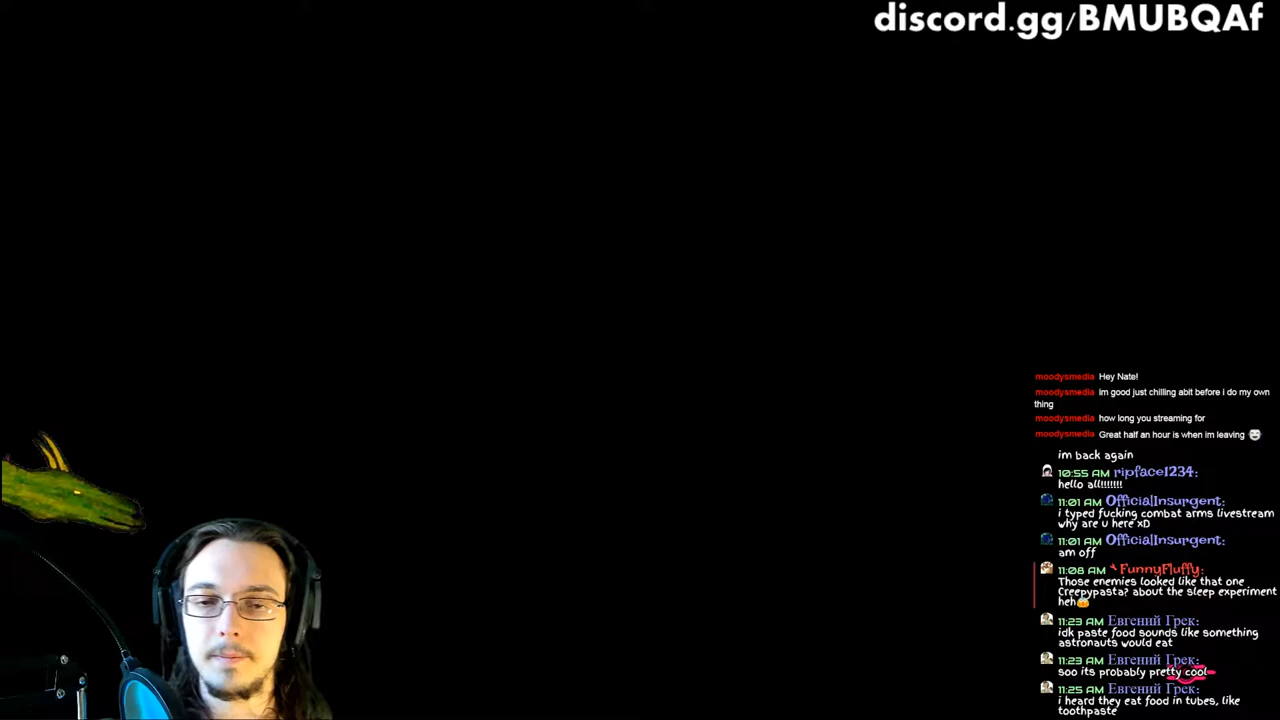 discord.gg/BMUBQAf
moodysmedia Hey Nate!
moodysmedia im good just chilling abit before i do my own
thing
moodysmedia how long you streaming for
moodysmedia Great half an hour is when im leaving
im back again
10:55 AM ripface1234:
hello all!!!!!!!
11:01 AM OfficialInsurgent:
i typed fucking combat arms livestream
why are u here xD
11:01 AM OfficialInsurgent:
am off
11:08 AM FunnyFluffy:
Those enemies looked like that one
Creepypasta? about the sleep experiment
heh
11:23 AM Евгений Грек:
idk paste food sounds like something
astronauts would eat
11:23 AM Евгений Грек:
soo its probably pretty cool
11:25 AM Евгений Грек:
i heard they eat food in tubes, like
toothpaste